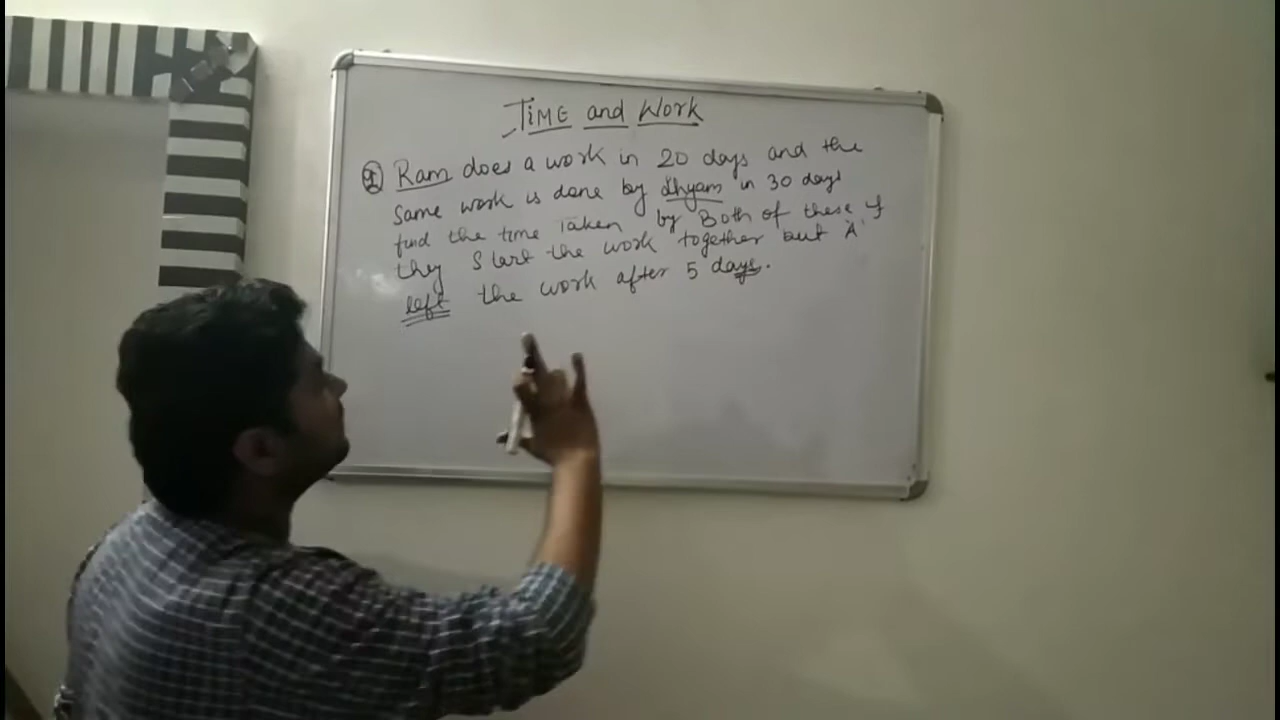 TiME and WorK
Q Ram does a work in 20 days and the
Same work is done by Shyam in 30 days
find the time Taken by Both of these if
they Start the work together but 'A'
left the work after 5 days.